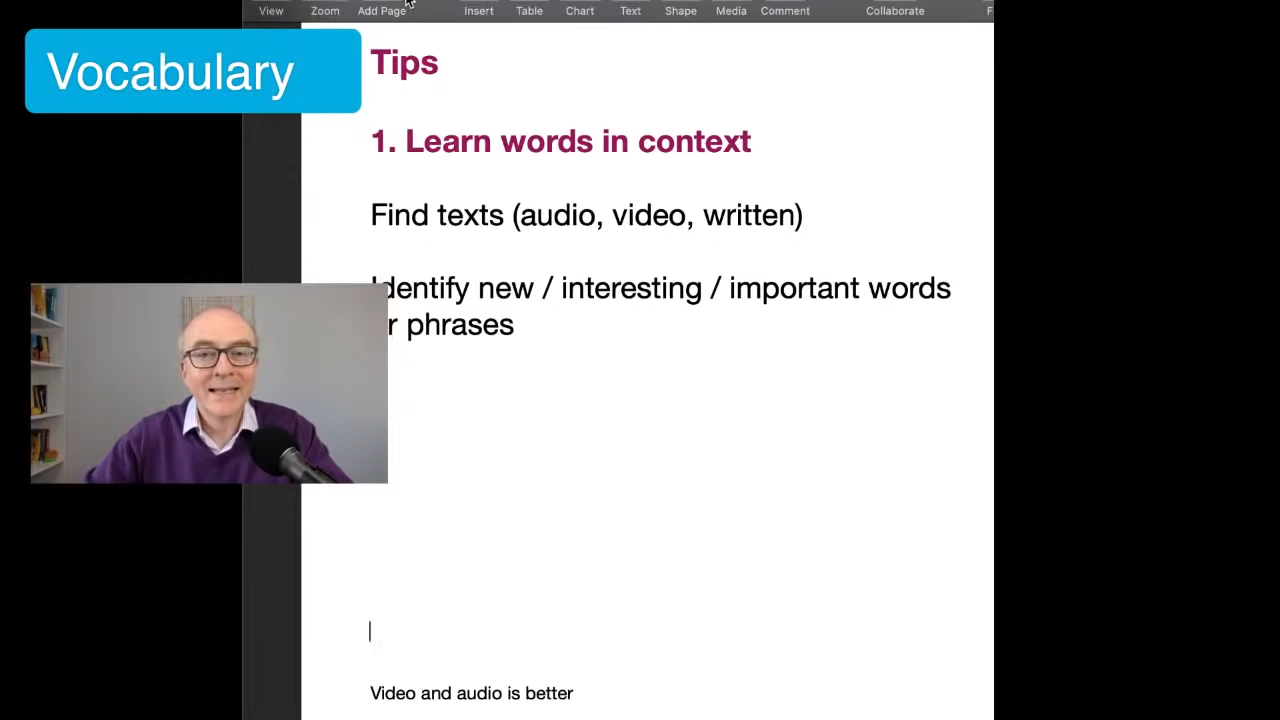 View Zoom Add Page Insert Table Chart Text Shape Media Comment Collaborate
Vocabulary
Tips
1. Learn words in context
Find texts (audio, video, written)
Identify new / interesting / important words
phrases
Video and audio is better